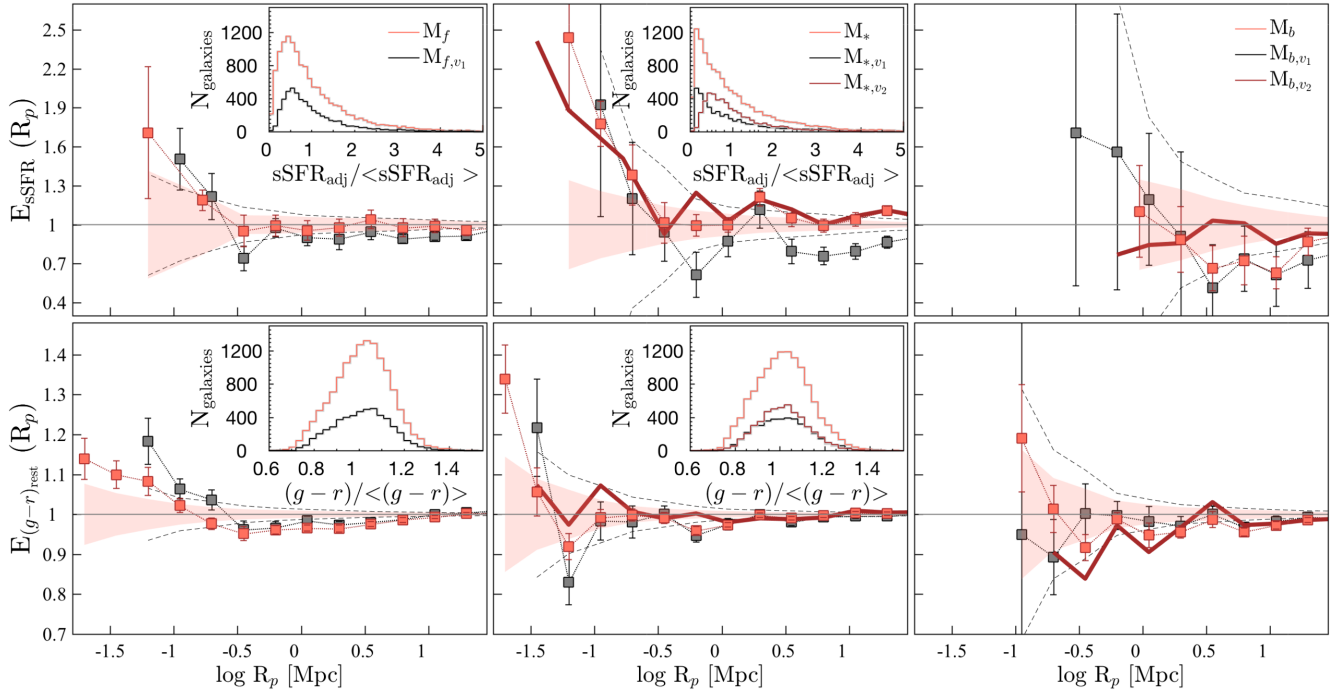 2.7
2.4
2.1
1.8
1.5
1.2
0.9
0.6
0.3
E_sSFR (R_p)
1200
800
400
0
N_galaxies
M_f
M_f,v₁
0 1 2 3 4 5
sSFR_adj/<sSFR_adj >
1200
800
400
0
N_galaxies
M_*
M_*,v₁
M_*,v₂
0 1 2 3 4 5
sSFR_adj/<sSFR_adj >
M_b
M_b,v₁
M_b,v₂
1.4
1.3
1.2
1.1
1
0.9
0.8
0.7
E_(g−r)rest (R_p)
1200
800
400
0
N_galaxies
0.6 0.8 1 1.2 1.4
(g−r)/<(g−r)>
1200
800
400
0
N_galaxies
0.6 0.8 1 1.2 1.4
(g−r)/<(g−r)>
-1.5 -1 -0.5 0 0.5 1
-1.5 -1 -0.5 0 0.5 1
-1 -0.5 0 0.5 1
log R_p [Mpc]
log R_p [Mpc]
log R_p [Mpc]